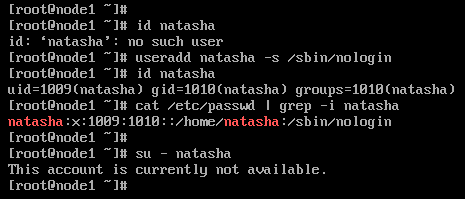 [root@node1 ~]#
[root@node1 ~]# id natasha
id: ‘natasha’: no such user
[root@node1 ~]# useradd natasha -s /sbin/nologin
[root@node1 ~]# id natasha
uid=1009(natasha) gid=1010(natasha) groups=1010(natasha)
[root@node1 ~]# cat /etc/passwd | grep -i natasha
natasha:x:1009:1010::/home/natasha:/sbin/nologin
[root@node1 ~]#
[root@node1 ~]# su - natasha
This account is currently not available.
[root@node1 ~]#